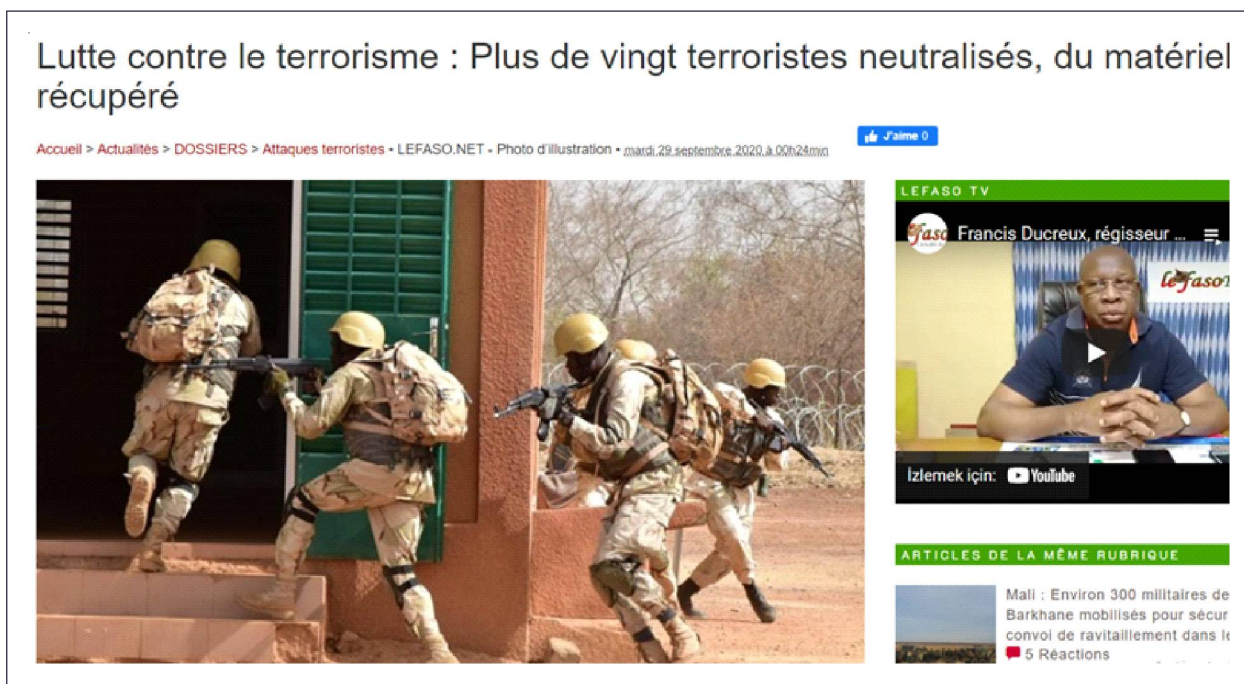 Lutte contre le terrorisme : Plus de vingt terroristes neutralisés, du matériel
récupéré
J'aime 0
Accueil > Actualités > DOSSIERS > Attaques terroristes • LEFASO.NET • Photo d'illustration • mardi 29 septembre 2020 à 00h24min
LEFASO TV
Francis Ducreux, régisseur ...
lefaso
İzlemek için: YouTube
ARTICLES DE LA MÊME RUBRIQUE
Mali : Environ 300 militaires de
Barkhane mobilisés pour sécur
convoi de ravitaillement dans le
5 Réactions